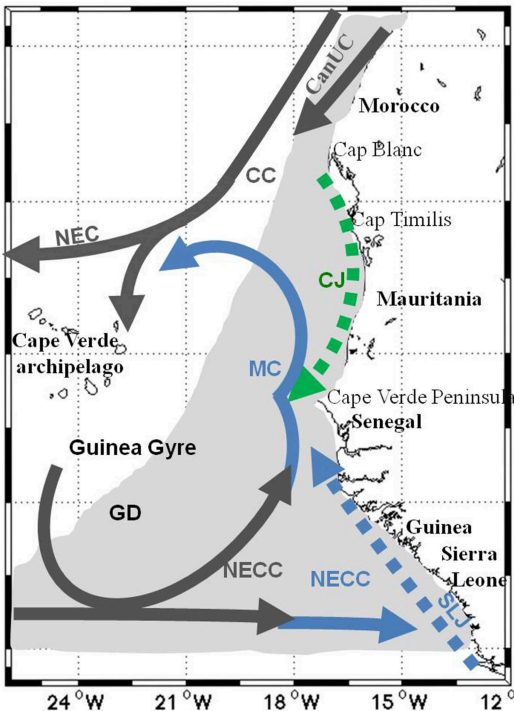 CanUC
Morocco
Cap Blanc
CC
Cap Timilis
NEC
CJ
Mauritania
Cape Verde
archipelago
MC
Cape Verde Peninsula
Senegal
Guinea Gyre
GD
Guinea
Sierra
Leone
NECC
NECC
SLJ
24°W
21°W
18°W
15°W
12°